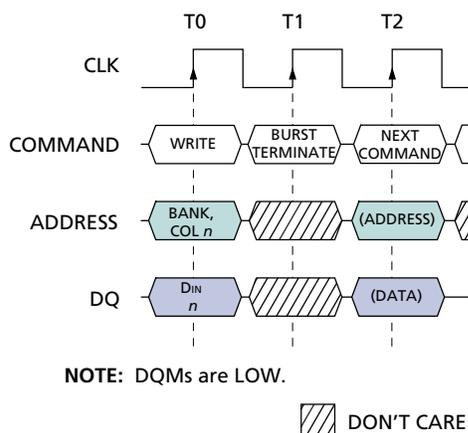 T0 T1 T2
CLK
COMMAND WRITE BURST TERMINATE NEXT COMMAND
ADDRESS BANK, COL n (ADDRESS)
DQ DIN n (DATA)
NOTE: DQMs are LOW.
DON'T CARE